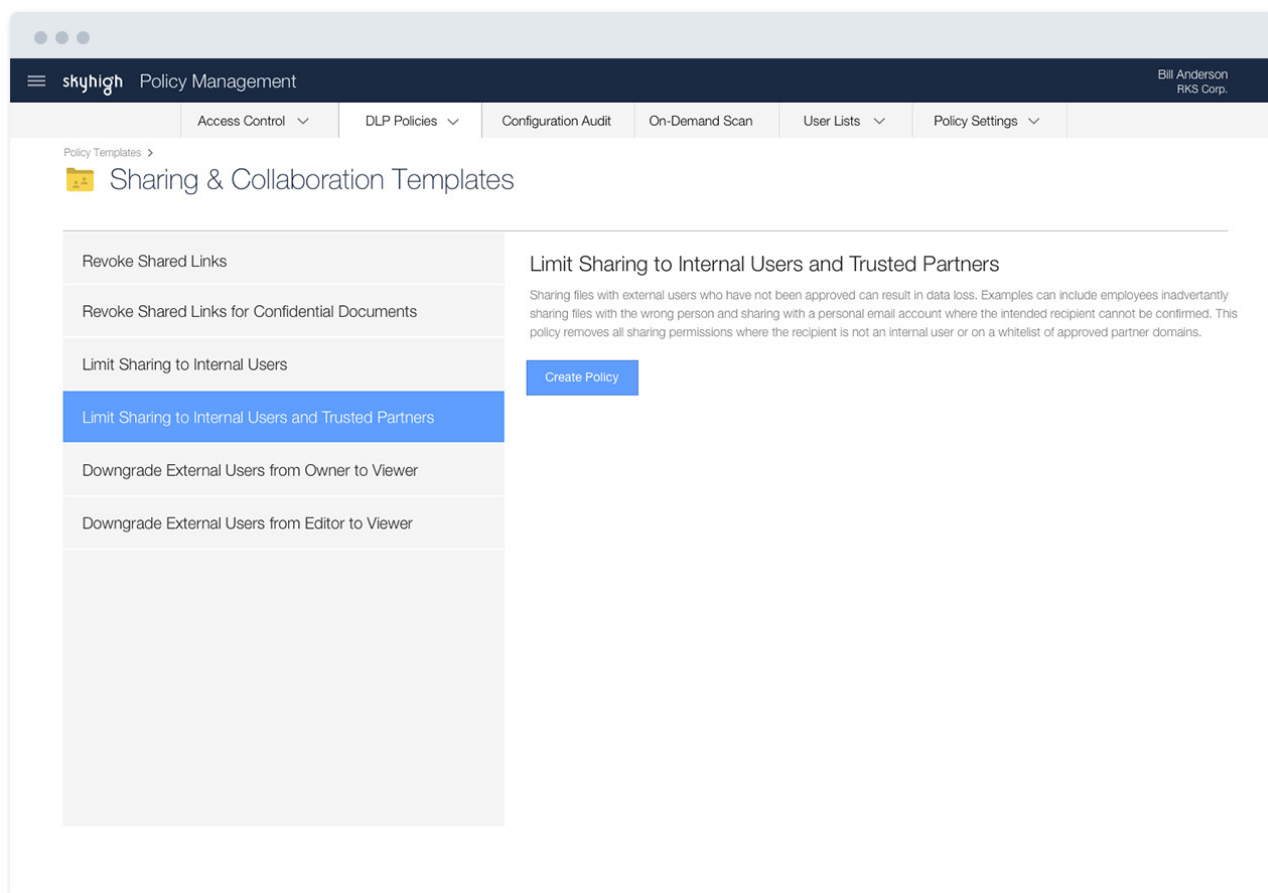 skyhigh Policy Management
Bill Anderson
RKS Corp.
Access Control DLP Policies Configuration Audit On-Demand Scan User Lists Policy Settings
Policy Templates >
Sharing & Collaboration Templates
Revoke Shared Links
Revoke Shared Links for Confidential Documents
Limit Sharing to Internal Users
Limit Sharing to Internal Users and Trusted Partners
Downgrade External Users from Owner to Viewer
Downgrade External Users from Editor to Viewer
Limit Sharing to Internal Users and Trusted Partners
Sharing files with external users who have not been approved can result in data loss. Examples can include employees inadvertantly
sharing files with the wrong person and sharing with a personal email account where the intended recipient cannot be confirmed. This
policy removes all sharing permissions where the recipient is not an internal user or on a whitelist of approved partner domains.
Create Policy